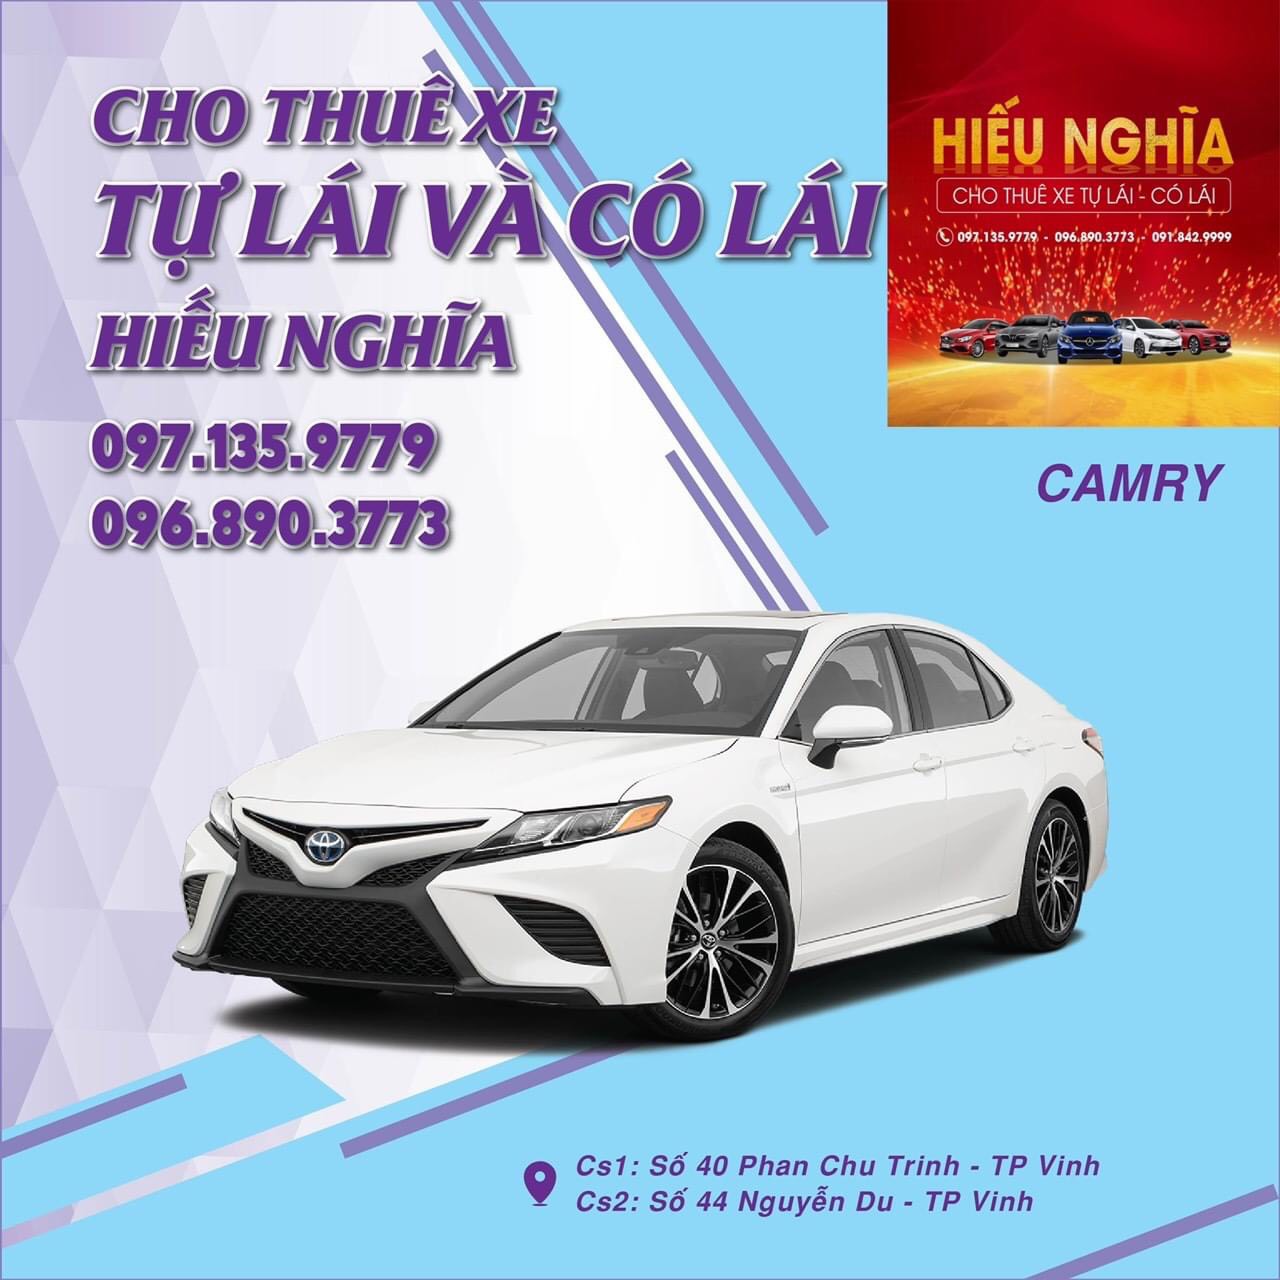 CHO THUÊ XE
TỰ LÁI VÀ CÓ LÁI
HIẾU NGHĨA
097.135.9779
096.890.3773
HIẾU NGHĨA
CHO THUÊ XE TỰ LÁI - CÓ LÁI
097.135.9779 - 096.890.3773 - 091.842.9999
CAMRY
Cs1: Số 40 Phan Chu Trinh - TP Vinh
Cs2: Số 44 Nguyễn Du - TP Vinh